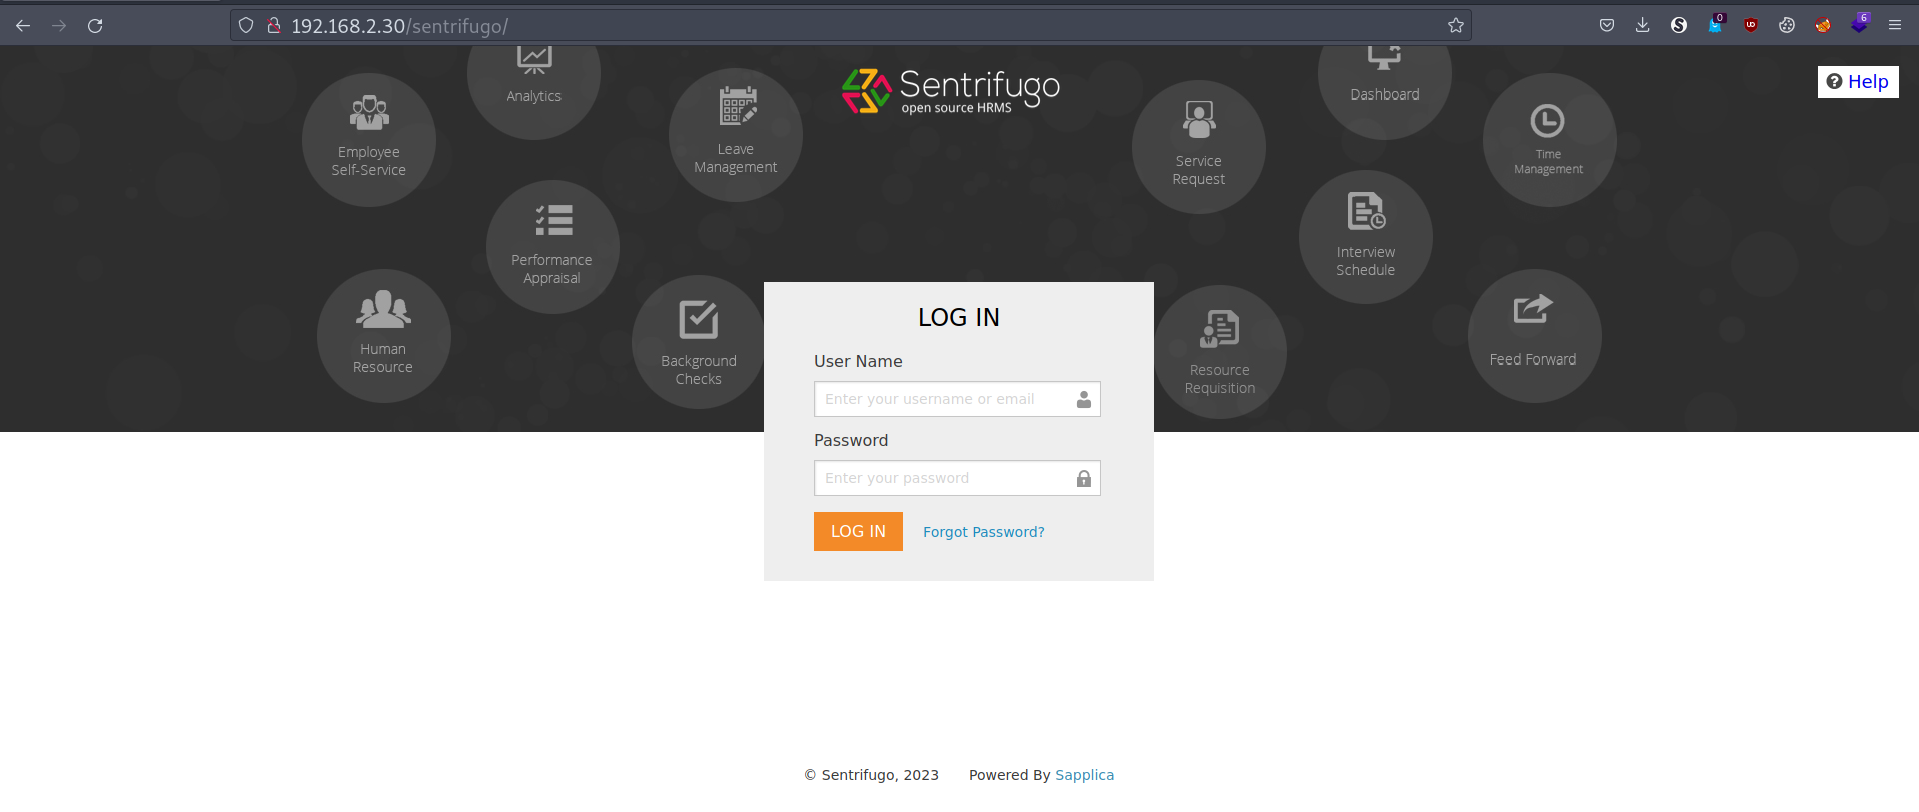 192.168.2.30/sentrifugo/
0
6
Analytics
Employee
Self-Service
Leave
Management
Performance
Appraisal
Human
Resource
Background
Checks
Sentrifugo
open source HRMS
Dashboard
Service
Request
Time
Management
Interview
Schedule
Resource
Requisition
Feed Forward
Help
LOG IN
User Name
Enter your username or email
Password
Enter your password
LOG IN Forgot Password?
© Sentrifugo, 2023 Powered By Sapplica